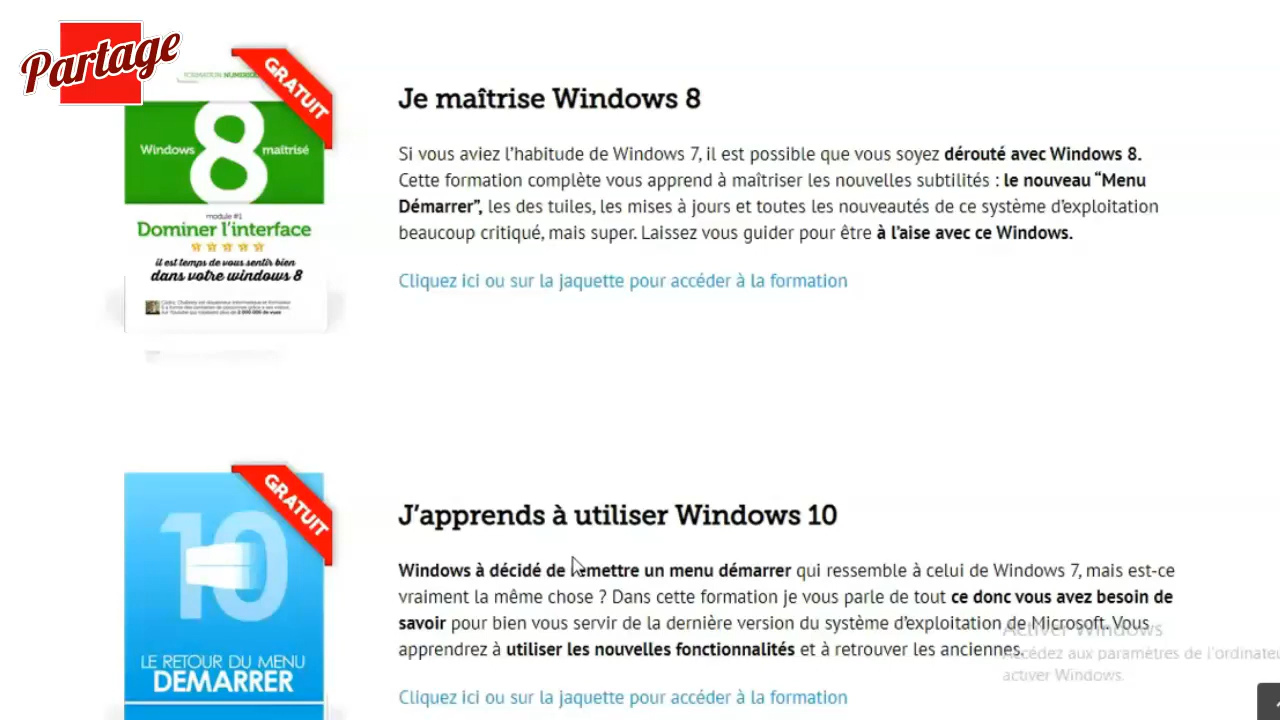 Partage
FORMATION NUMERIQUE
GRATUIT
Windows 8 maîtrisé
module #1
Dominer l'interface
il est temps de vous sentir bien
dans votre windows 8
2 000 000 de vues
Je maîtrise Windows 8
Si vous aviez l’habitude de Windows 7, il est possible que vous soyez dérouté avec Windows 8.
Cette formation complète vous apprend à maîtriser les nouvelles subtilités : le nouveau “Menu
Démarrer”, les des tuiles, les mises à jours et toutes les nouveautés de ce système d’exploitation
beaucoup critiqué, mais super. Laissez vous guider pour être à l’aise avec ce Windows.
Cliquez ici ou sur la jaquette pour accéder à la formation
GRATUIT
10
LE RETOUR DU MENU
DEMARRER
J’apprends à utiliser Windows 10
Windows à décidé de remettre un menu démarrer qui ressemble à celui de Windows 7, mais est-ce
vraiment la même chose ? Dans cette formation je vous parle de tout ce donc vous avez besoin de
savoir pour bien vous servir de la dernière version du système d’exploitation de Microsoft. Vous
apprendrez à utiliser les nouvelles fonctionnalités et à retrouver les anciennes.
Cliquez ici ou sur la jaquette pour accéder à la formation
Activer Windows
Accédez aux paramètres de l'ordinateu
activer Windows.